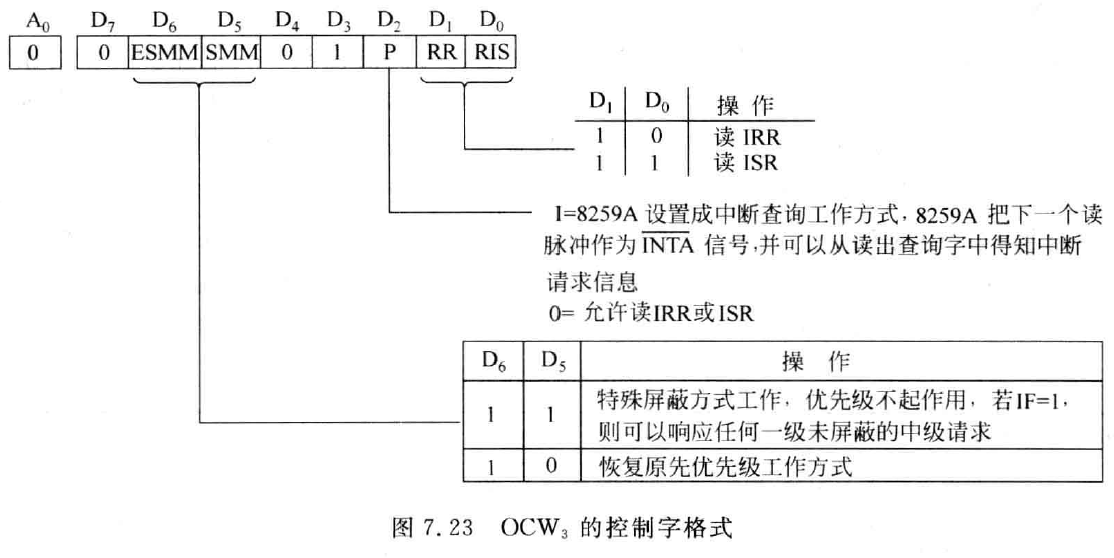 A₀ D₇ D₆ D₅ D₄ D₃ D₂ D₁ D₀
0 0 ESMM SMM 0 1 P RR RIS
D₁ D₀ 操 作
1 0 读 IRR
1 1 读 ISR
1=8259A 设置成中断查询工作方式，8259A 把下一个读
脉冲作为 I̅N̅T̅A̅ 信号，并可以从读出查询字中得知中断
请求信息
0= 允许读IRR或ISR
D₆ D₅ 操 作
1 1 特殊屏蔽方式工作，优先级不起作用，若IF=1，
则可以响应任何一级未屏蔽的中级请求
1 0 恢复原先优先级工作方式
图 7.23 OCW₃ 的控制字格式